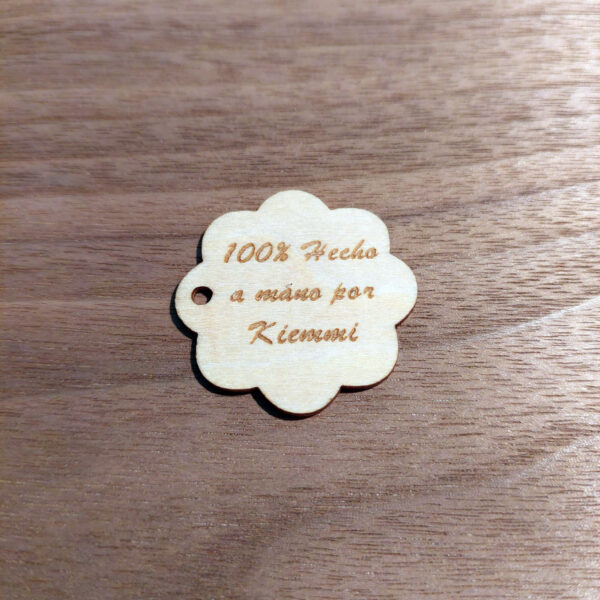 100% Hecho
a máno por
Kiemmi